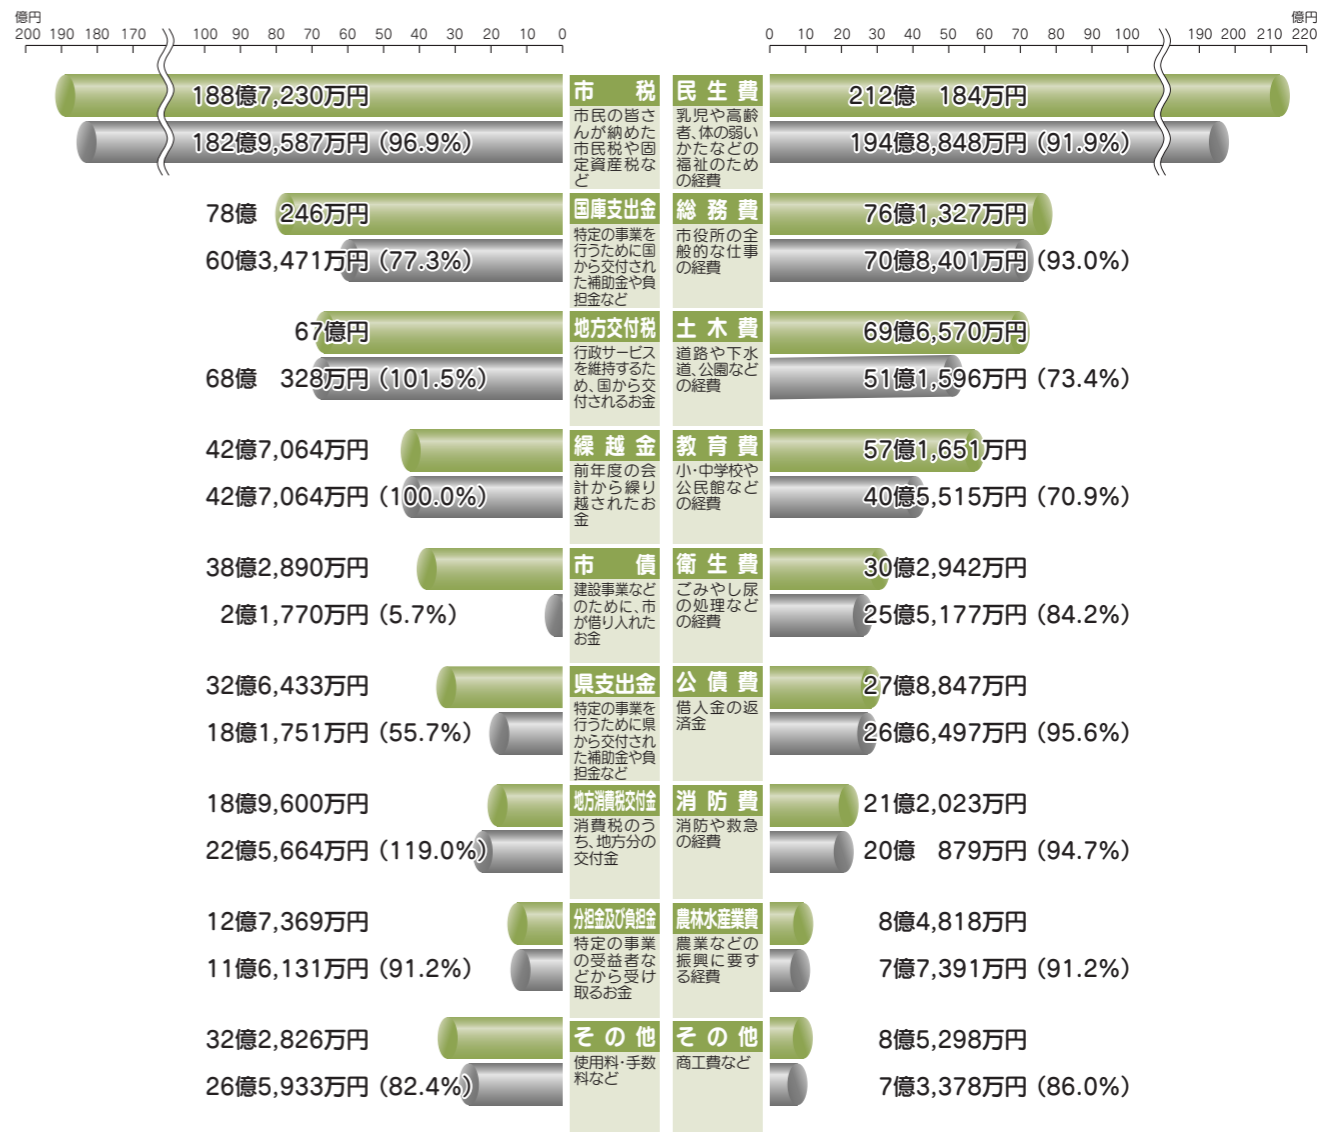 億円
200 190 180 170 100 90 80 70 60 50 40 30 20 10 0
億円
0 10 20 30 40 50 60 70 80 90 100 190 200 210 220
188億7,230万円
182億9,587万円（96.9%）
市税
市民の皆さ
んが納めた
市民税や固
定資産税な
ど
民生費
乳児や高齢
者、体の弱い
かたなどの
福祉のため
の経費
212億　184万円
194億8,848万円（91.9%）
78億　246万円
60億3,471万円（77.3%）
国庫支出金
特定の事業を
行うために国
から交付され
た補助金や負
担金など
総務費
市役所の全
般的な仕事
の経費
76億1,327万円
70億8,401万円（93.0%）
67億円
68億　328万円（101.5%）
地方交付税
行政サービス
を維持するた
め、国から交
付されるお金
土木費
道路や下水
道、公園など
の経費
69億6,570万円
51億1,596万円（73.4%）
42億7,064万円
42億7,064万円（100.0%）
繰越金
前年度の会
計から繰り
越されたお
金
教育費
小・中学校や
公民館など
の経費
57億1,651万円
40億5,515万円（70.9%）
38億2,890万円
2億1,770万円（5.7%）
市債
建設事業など
のために、市
が借り入れた
お金
衛生費
ごみやし尿
の処理など
の経費
30億2,942万円
25億5,177万円（84.2%）
32億6,433万円
18億1,751万円（55.7%）
県支出金
特定の事業を
行うために県
から交付され
た補助金や負
担金など
公債費
借入金の返
済金
27億8,847万円
26億6,497万円（95.6%）
18億9,600万円
22億5,664万円（119.0%）
地方消費税交付金
消費税のう
ち、地方分の
交付金
消防費
消防や救急
の経費
21億2,023万円
20億　879万円（94.7%）
12億7,369万円
11億6,131万円（91.2%）
分担金及び負担金
特定の事業
の受益者な
どから受け
取るお金
農林水産業費
農業などの
振興に要す
る経費
8億4,818万円
7億7,391万円（91.2%）
32億2,826万円
26億5,933万円（82.4%）
その他
使用料・手数
料など
その他
商工費など
8億5,298万円
7億3,378万円（86.0%）